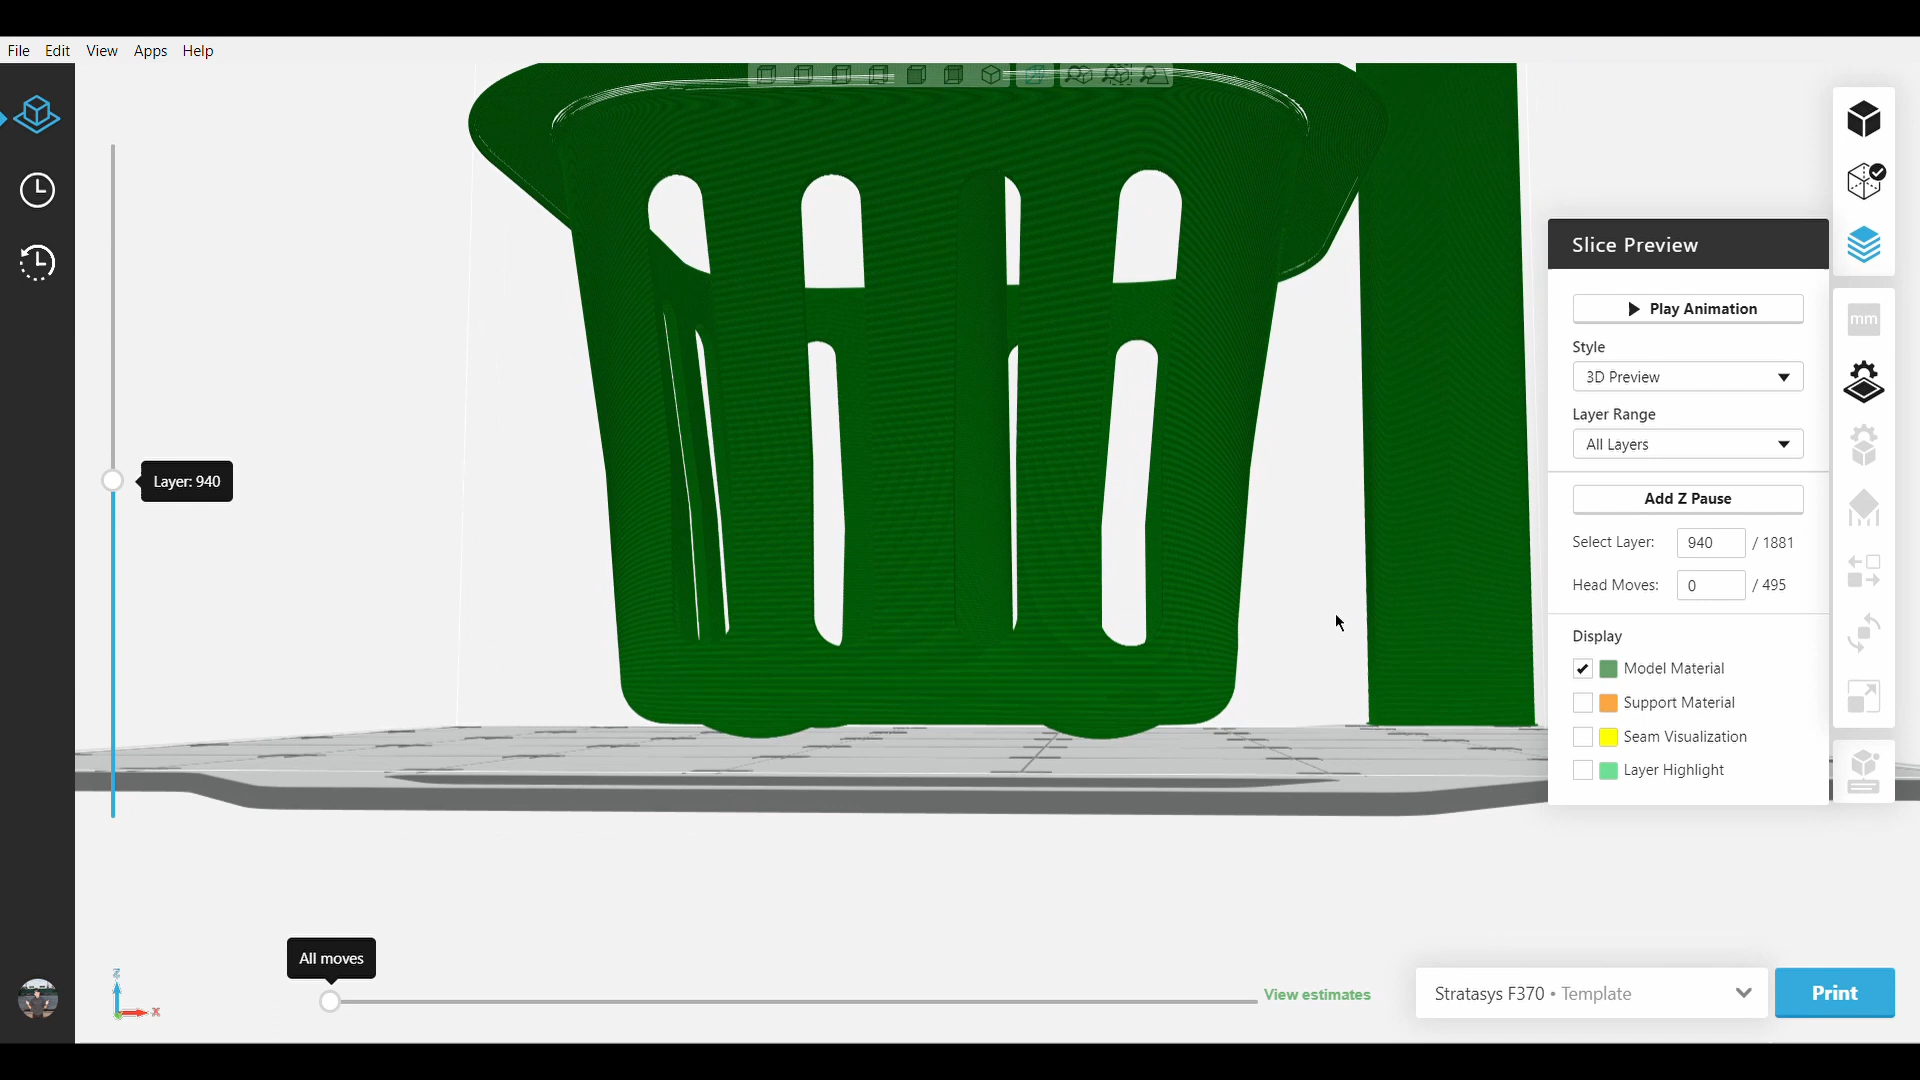 File Edit View Apps Help
Slice Preview
Play Animation
Style
3D Preview
Layer Range
All Layers
mm
Layer: 940
Add Z Pause
Select Layer: 940 / 1881
Head Moves: 0 / 495
Display
Model Material
Support Material
Seam Visualization
Layer Highlight
All moves
Z
X
View estimates
Stratasys F370 • Template
Print